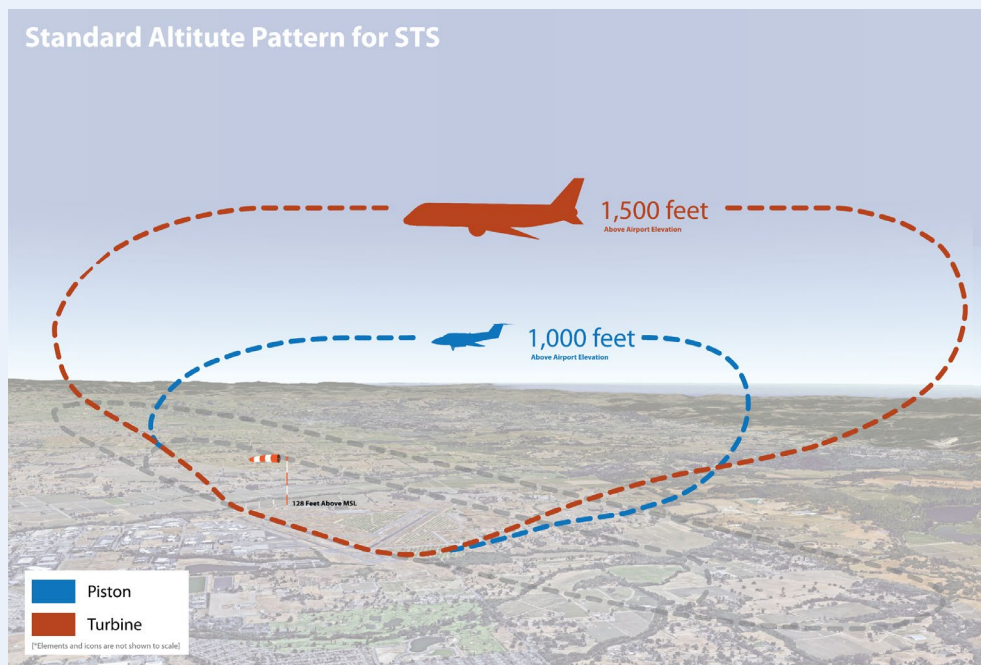 Standard Altitute Pattern for STS
1,500 feet
Above Airport Elevation
1,000 feet
Above Airport Elevation
128 Feet Above MSL
Piston
Turbine
[*Elements and icons are not shown to scale]